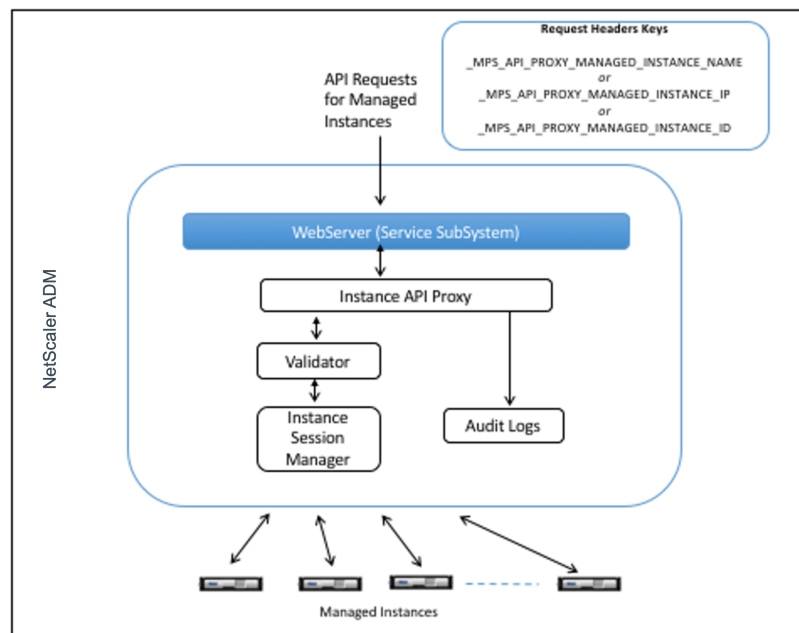 Request Headers Keys
_MPS_API_PROXY_MANAGED_INSTANCE_NAME
or
_MPS_API_PROXY_MANAGED_INSTANCE_IP
or
_MPS_API_PROXY_MANAGED_INSTANCE_ID
API Requests
for Managed
Instances
NetScaler ADM
WebServer (Service SubSystem)
Instance API Proxy
Validator
Instance
Session
Manager
Audit Logs
Managed Instances